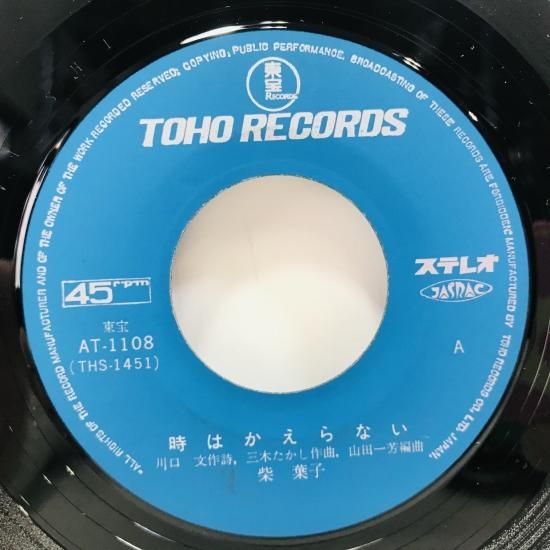 "ALL RIGHTS OF THE RECORD MANUFACTURER AND OF THE OWNER OF THE WORK RECORDED RESERVED; COPYING, PUBLIC PERFORMANCE, BROADCASTING OF THESE RECORDS ARE FORBIDDEN: MANUFACTURED BY TOHO RECORDS CO., LTD. JAPAN."
東宝
RECORDS
TOHO RECORDS
45rpm
ステレオ
JASRAC
東宝
AT-1108
(THS-1451)
A
時はかえらない
川口 文作詩, 三木たかし作曲, 山田一芳編曲
柴葉子